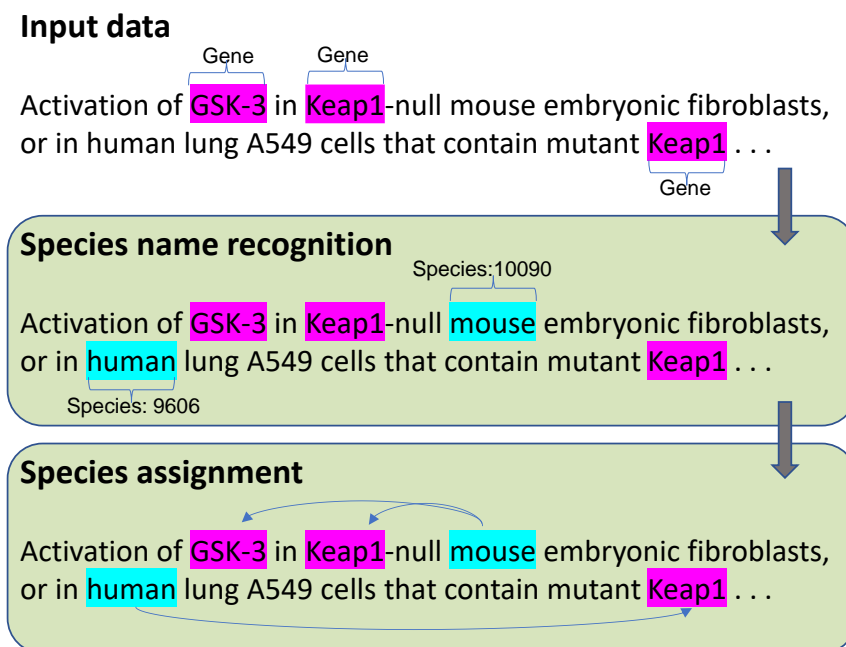 Input data
Gene Gene
Activation of GSK-3 in Keap1-null mouse embryonic fibroblasts,
or in human lung A549 cells that contain mutant Keap1 . . .
Gene
Species name recognition
Species:10090
Activation of GSK-3 in Keap1-null mouse embryonic fibroblasts,
or in human lung A549 cells that contain mutant Keap1 . . .
Species: 9606
Species assignment
Activation of GSK-3 in Keap1-null mouse embryonic fibroblasts,
or in human lung A549 cells that contain mutant Keap1 . . .